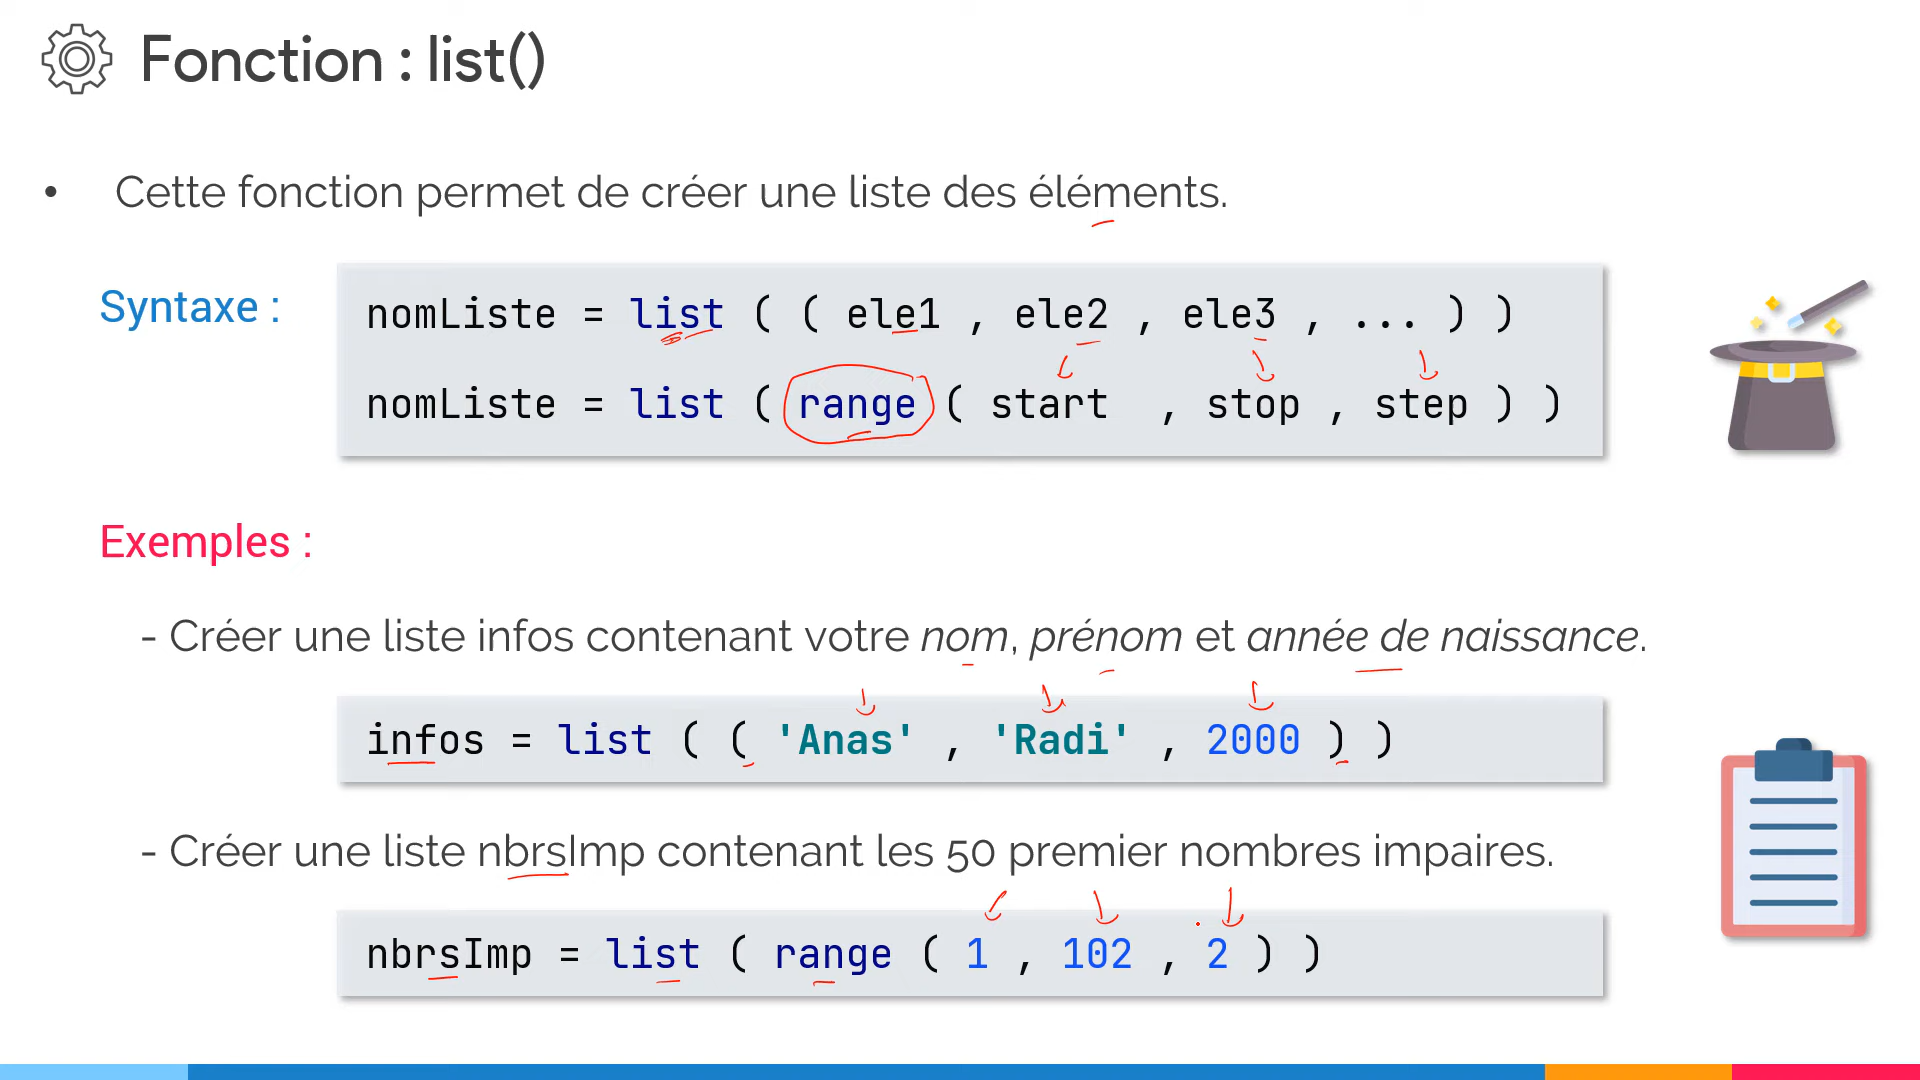 Fonction : list()
• Cette fonction permet de créer une liste des éléments.
Syntaxe :
nomListe = list ( ( ele1 , ele2 , ele3 , ... ) )
nomListe = list ( range ( start , stop , step ) )
Exemples :
- Créer une liste infos contenant votre nom, prénom et année de naissance.
infos = list ( ( 'Anas' , 'Radi' , 2000 ) )
- Créer une liste nbrsImp contenant les 50 premier nombres impaires.
nbrsImp = list ( range ( 1 , 102 , 2 ) )